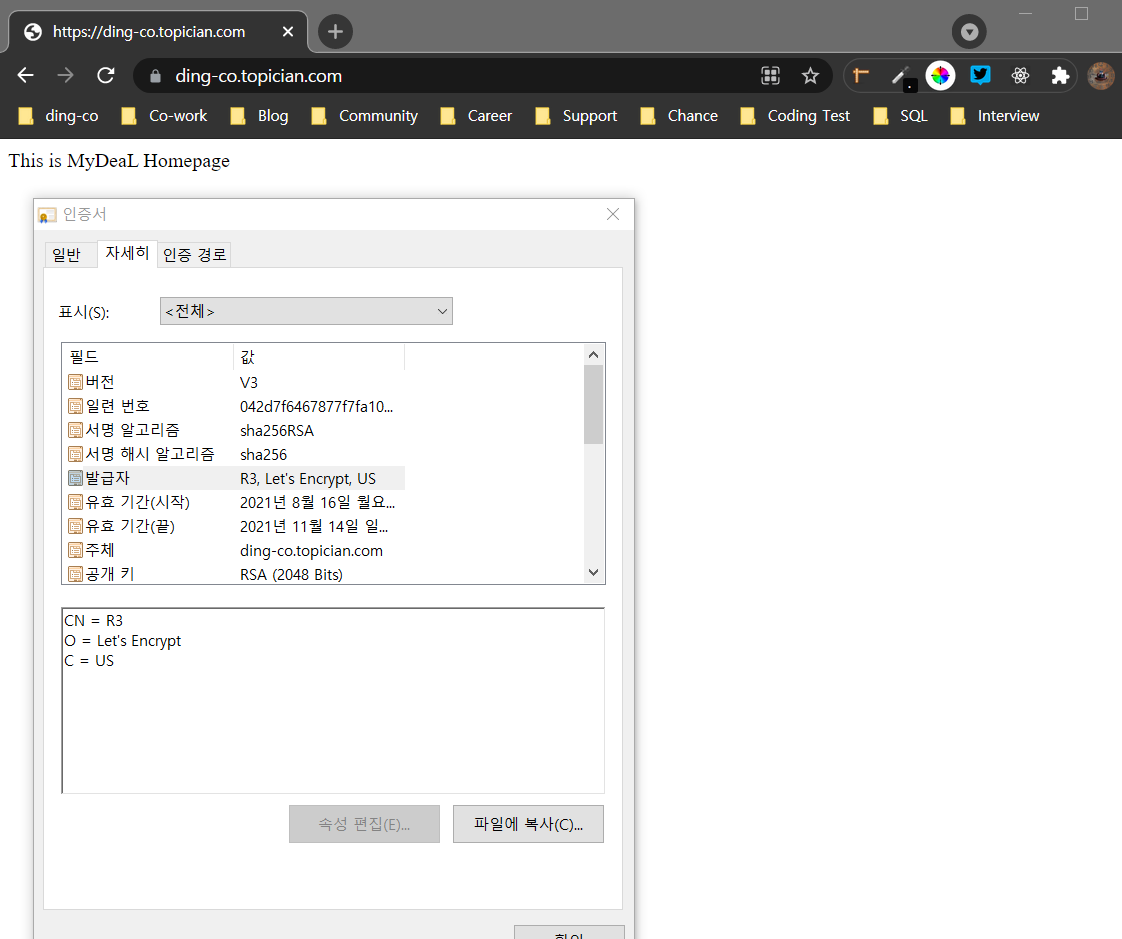 https://ding-co.topician.com
ding-co.topician.com
ding-co Co-work Blog Community Career Support Chance Coding Test SQL Interview
This is MyDeaL Homepage
인증서
일반 자세히 인증 경로
표시(S): <전체>
필드 값
버전 V3
일련 번호 042d7f6467877f7fa10...
서명 알고리즘 sha256RSA
서명 해시 알고리즘 sha256
발급자 R3, Let's Encrypt, US
유효 기간(시작) 2021년 8월 16일 월요...
유효 기간(끝) 2021년 11월 14일 일...
주체 ding-co.topician.com
공개 키 RSA (2048 Bits)
CN = R3
O = Let's Encrypt
C = US
속성 편집(E)... 파일에 복사(C)...
확인